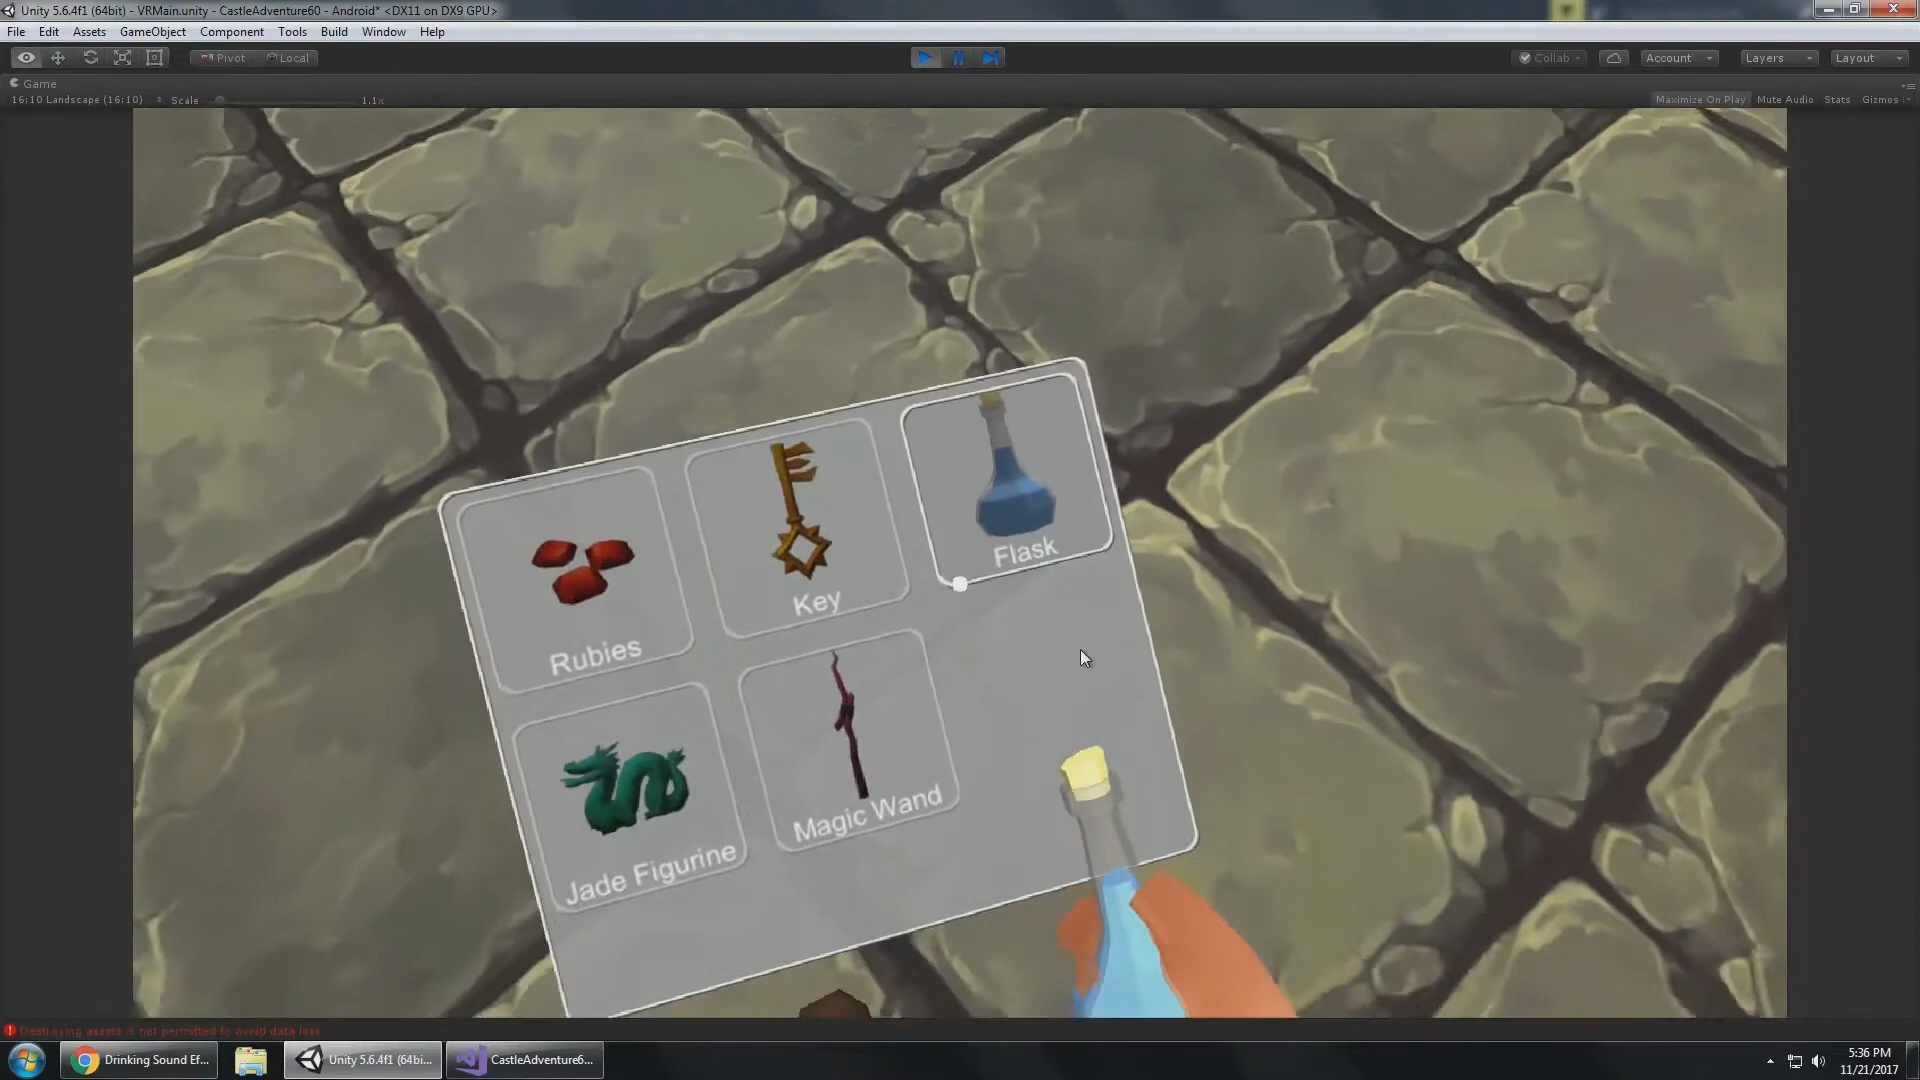 Unity 5.6.4f1 (64bit) - VRMain.unity - CastleAdventure60 - Android* <DX11 on DX9 GPU>
File Edit Assets GameObject Component Tools Build Window Help
Pivot Local Collab Account Layers Layout
Game
16:10 Landscape (16:10) Scale 1.1x Maximize On Play Mute Audio Stats Gizmos
Flask
Key
Rubies
Magic Wand
Jade Figurine
Destroying assets is not permitted to avoid data loss.
Drinking Sound Ef... Unity 5.6.4f1 (64bi... CastleAdventure6...
5:36 PM
11/21/2017